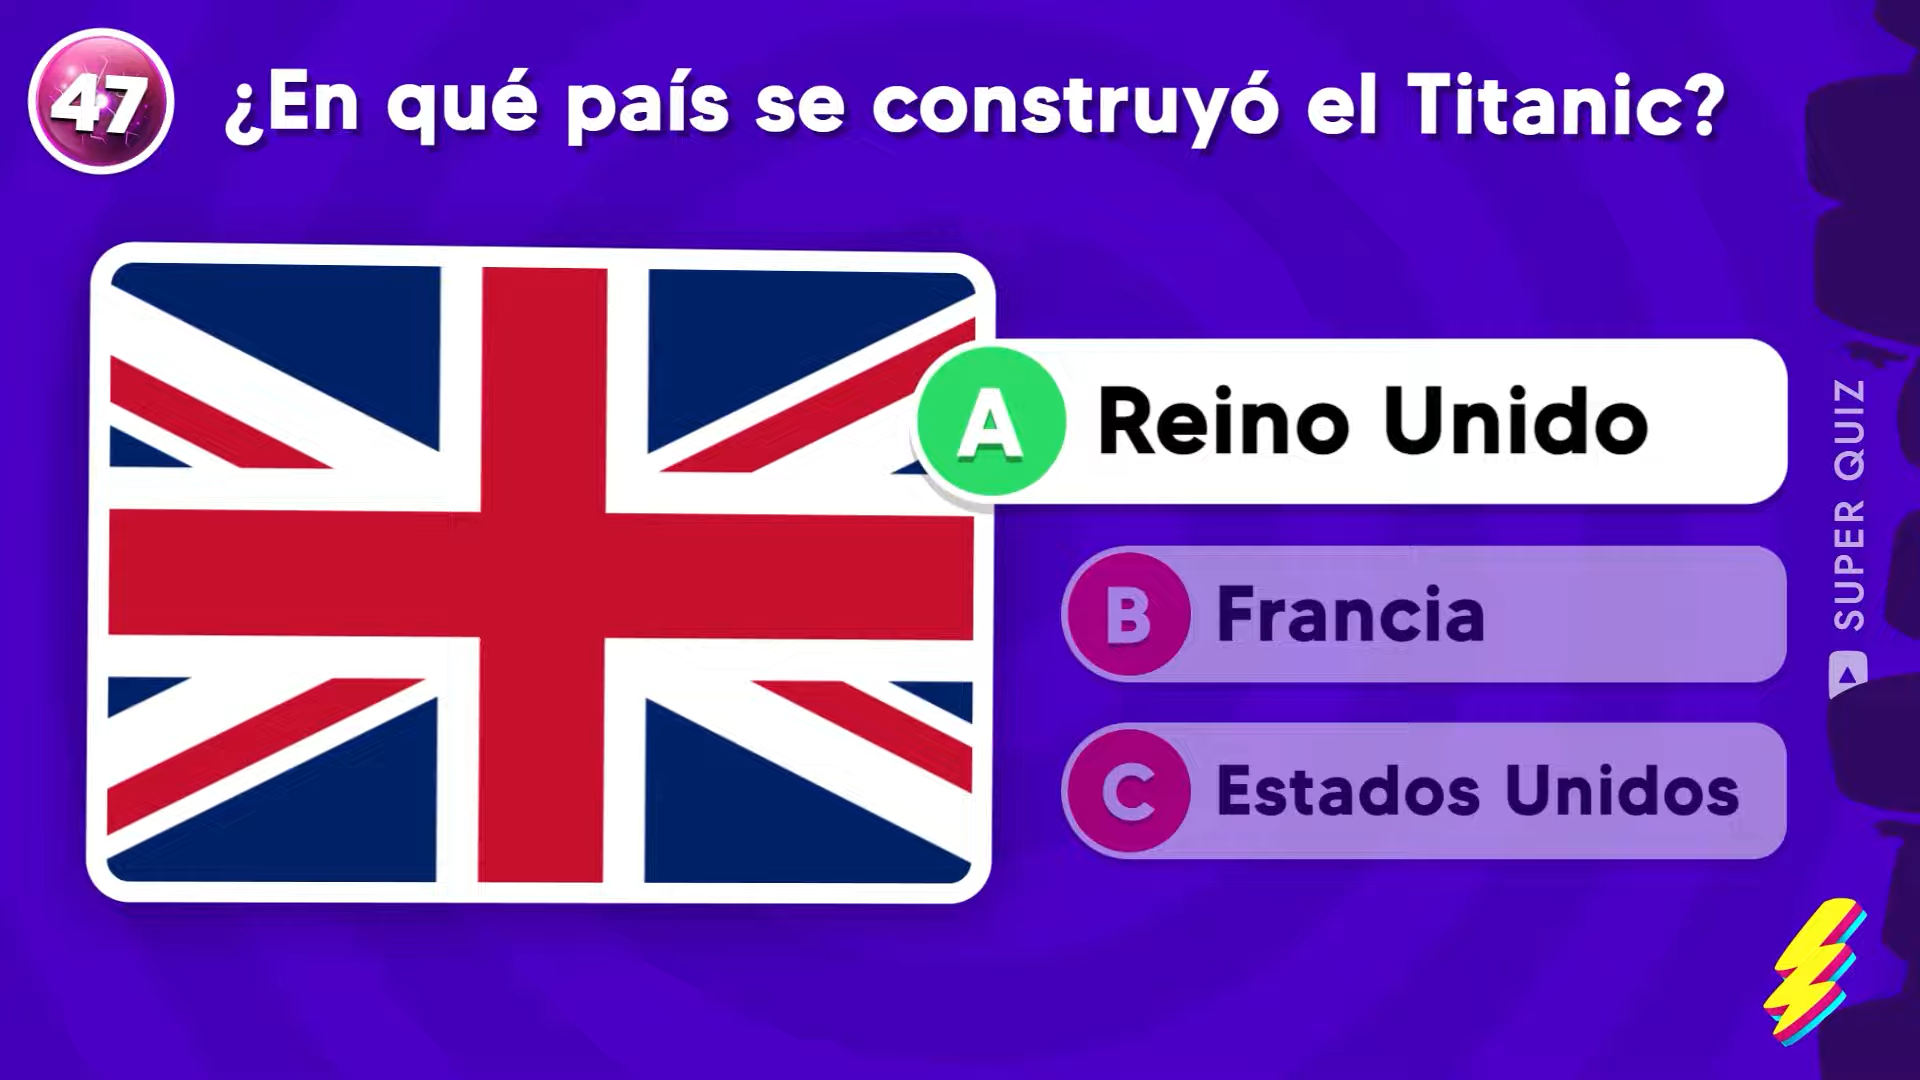 47
¿En qué país se construyó el Titanic?
A Reino Unido
B Francia
C Estados Unidos
SUPER QUIZ